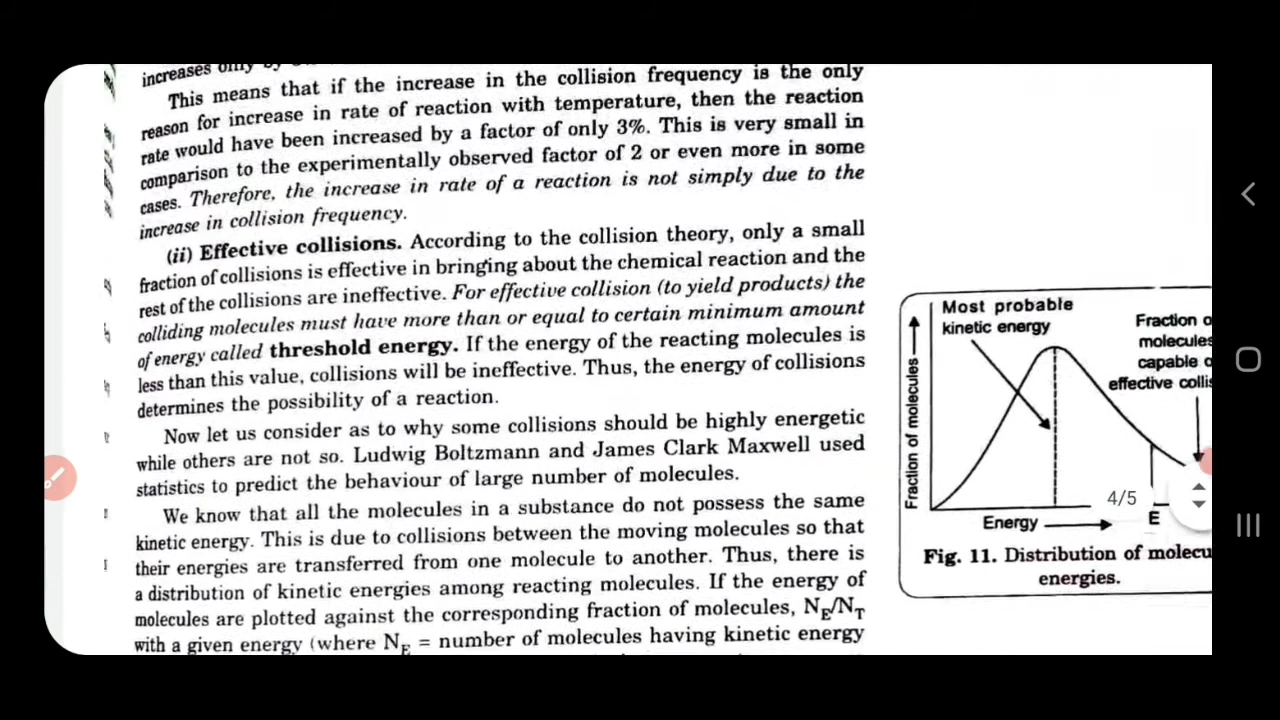 increases only by
This means that if the increase in the collision frequency is the only
reason for increase in rate of reaction with temperature, then the reaction
rate would have been increased by a factor of only 3%. This is very small in
comparison to the experimentally observed factor of 2 or even more in some
cases. Therefore, the increase in rate of a reaction is not simply due to the
increase in collision frequency.
(ii) Effective collisions. According to the collision theory, only a small
fraction of collisions is effective in bringing about the chemical reaction and the
rest of the collisions are ineffective. For effective collision (to yield products) the
colliding molecules must have more than or equal to certain minimum amount
of energy called threshold energy. If the energy of the reacting molecules is
less than this value, collisions will be ineffective. Thus, the energy of collisions
determines the possibility of a reaction.
Now let us consider as to why some collisions should be highly energetic
while others are not so. Ludwig Boltzmann and James Clark Maxwell used
statistics to predict the behaviour of large number of molecules.
We know that all the molecules in a substance do not possess the same
kinetic energy. This is due to collisions between the moving molecules so that
their energies are transferred from one molecule to another. Thus, there is
a distribution of kinetic energies among reacting molecules. If the energy of
molecules are plotted against the corresponding fraction of molecules, NE/NT
with a given energy (where NE = number of molecules having kinetic energy
Most probable
kinetic energy
Fraction o
molecules
capable o
effective collis
Fraction of molecules
Energy
4/5
E
Fig. 11. Distribution of molecu
energies.